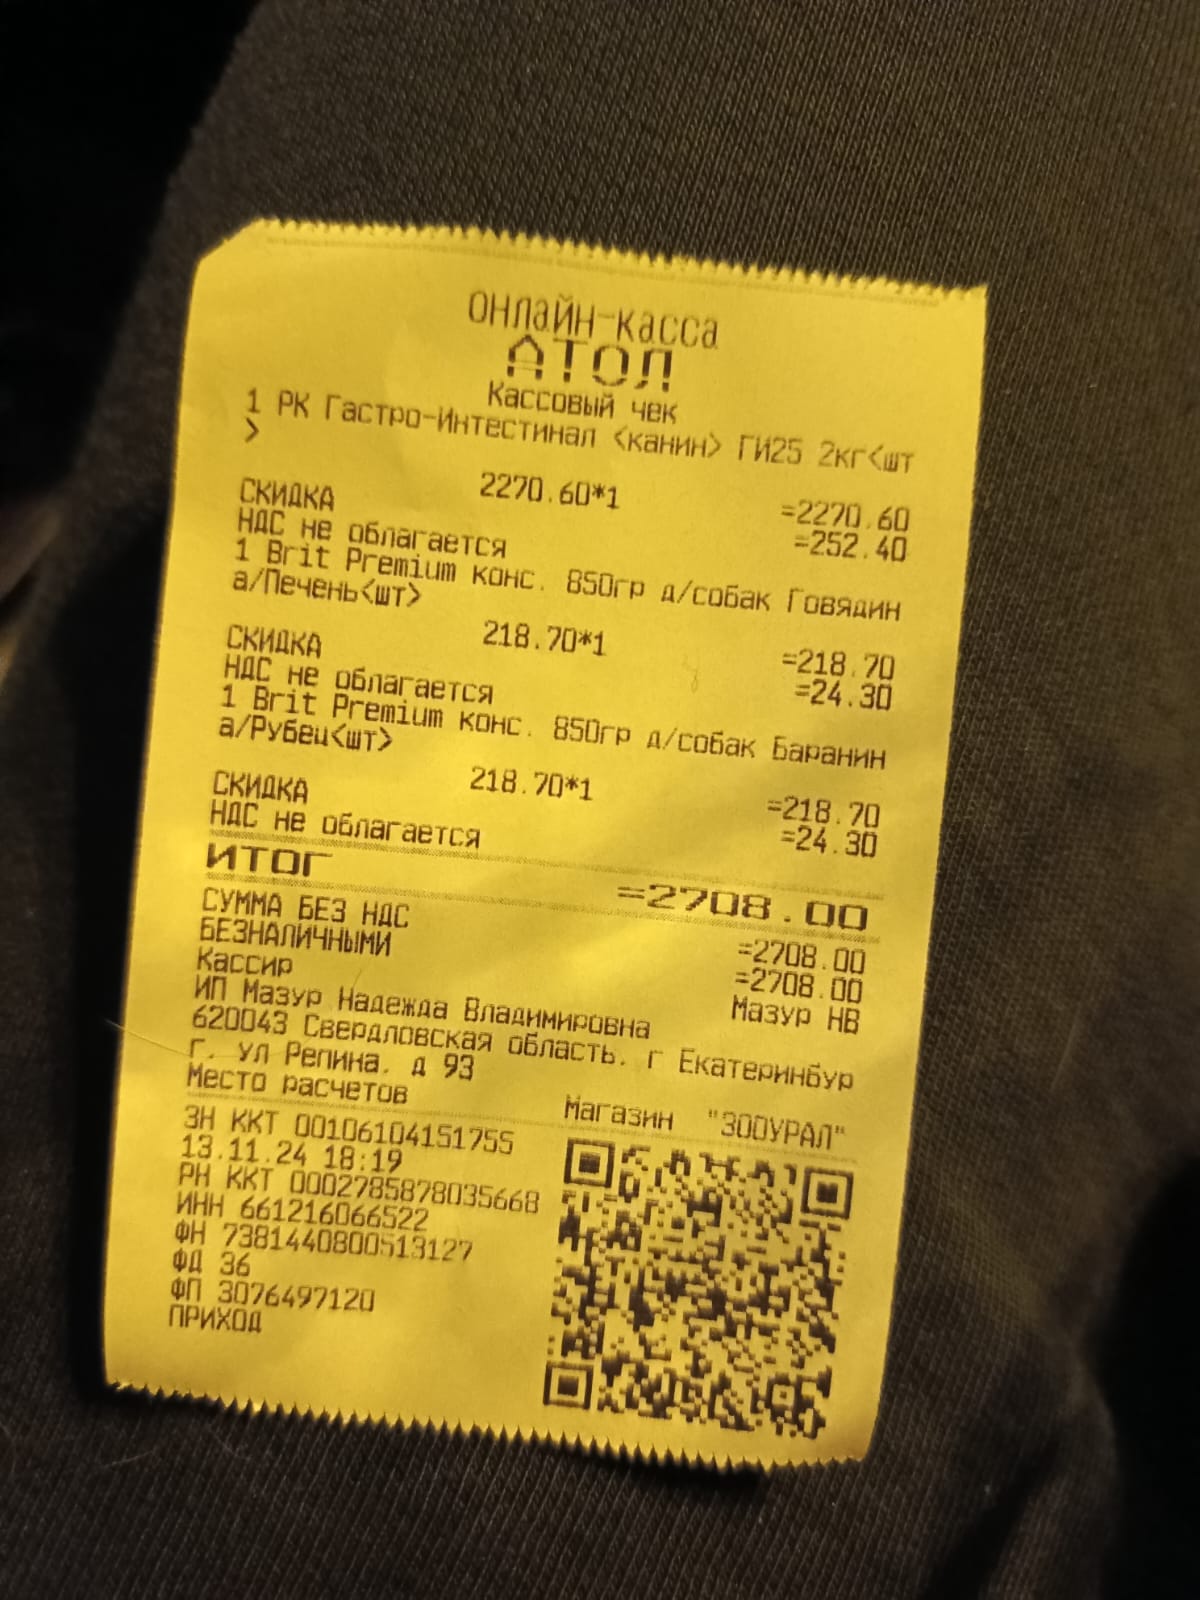 ОНЛАЙН-КАССА
АТОЛ
Кассовый чек
1 РК Гастро-Интестинал <канин> ГИ25 2кг<шт
>
2270.60*1 =2270.60
СКИДКА =252.40
НДС не облагается
1 Brit Premium конс. 850гр д/собак Говядин
а/Печень<шт>
218.70*1 =218.70
СКИДКА =24.30
НДС не облагается
1 Brit Premium конс. 850гр д/собак Баранин
а/Рубец<шт>
218.70*1 =218.70
СКИДКА =24.30
НДС не облагается
ИТОГ =2708.00
СУММА БЕЗ НДС =2708.00
БЕЗНАЛИЧНЫМИ =2708.00
Кассир Мазур НВ
ИП Мазур Надежда Владимировна
620043 Свердловская область, г Екатеринбур
г, ул Репина, д 93
Место расчетов Магазин "ЗООУРАЛ"
ЗН ККТ 00106104151755
13.11.24 18:19
РН ККТ 0002785878035668
ИНН 661216066522
ФН 7381440800513127
ФД 36
ФП 3076497120
ПРИХОД